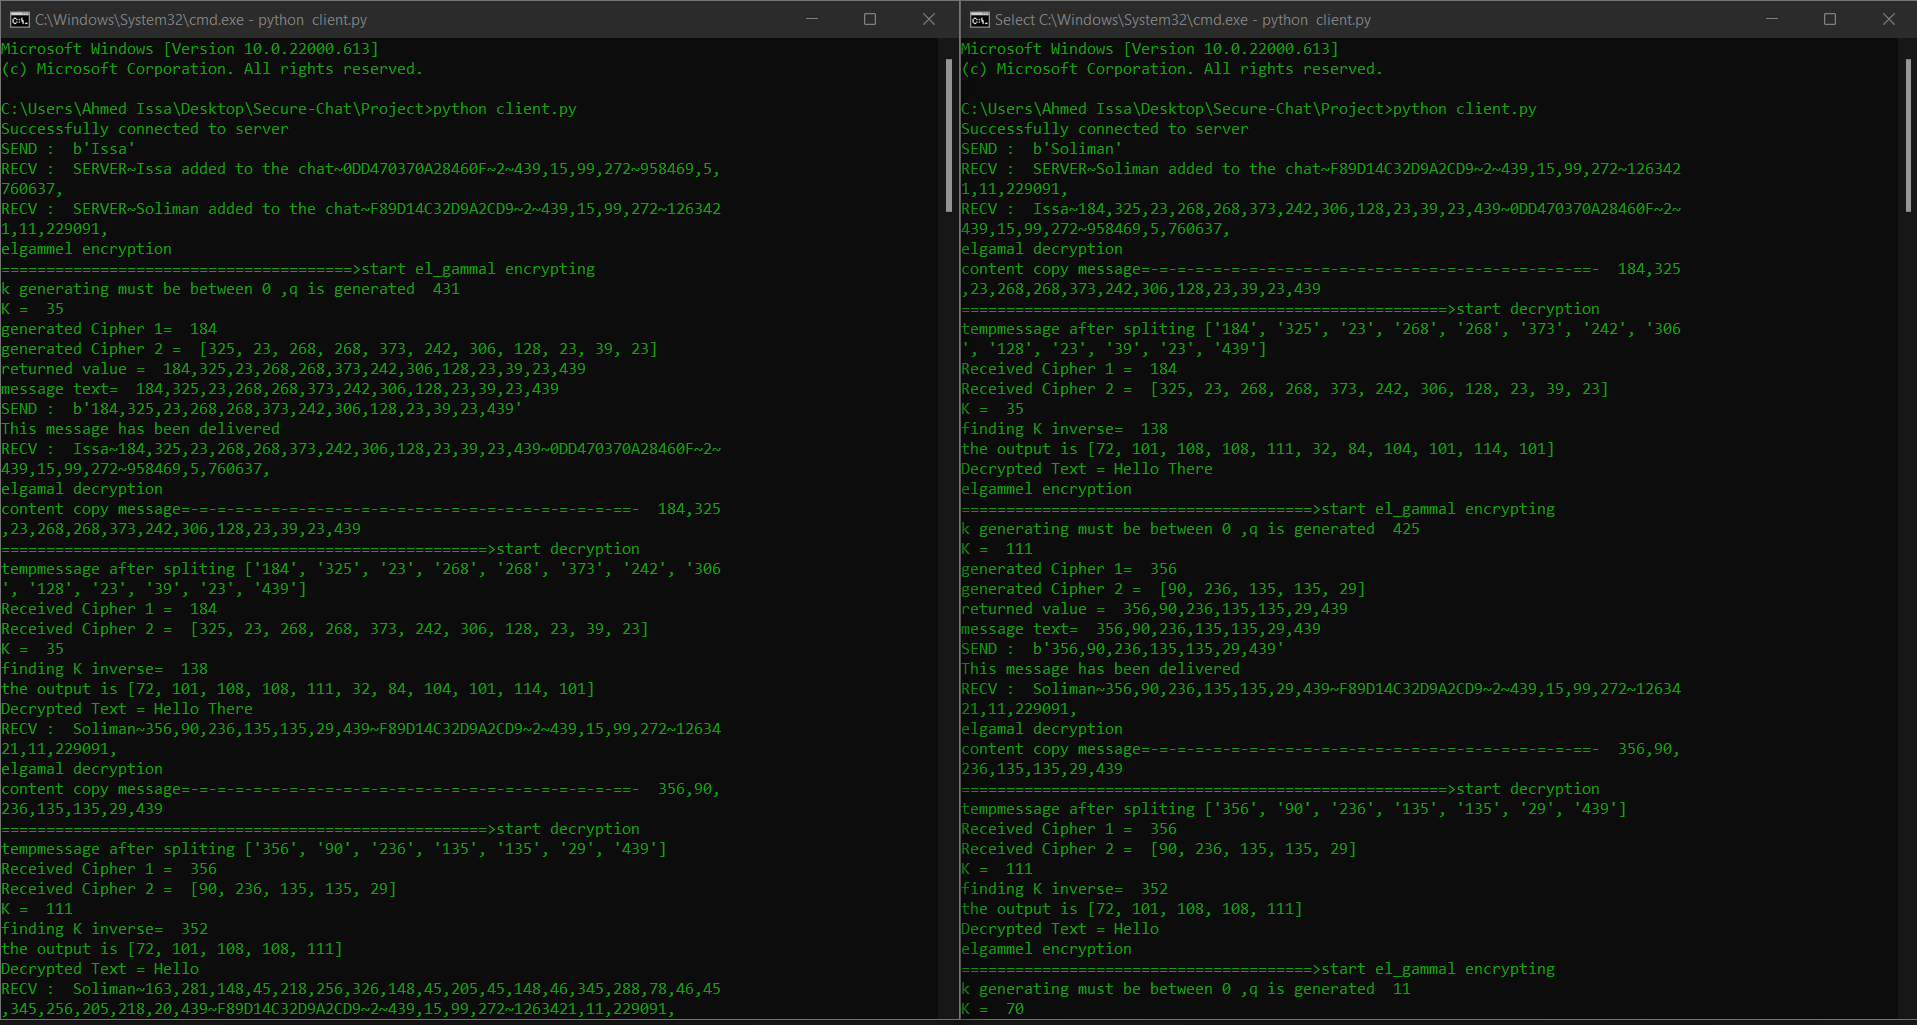 C:\Windows\System32\cmd.exe - python  client.py
Microsoft Windows [Version 10.0.22000.613]
(c) Microsoft Corporation. All rights reserved.
C:\Users\Ahmed Issa\Desktop\Secure-Chat\Project>python client.py
Successfully connected to server
SEND :  b'Issa'
RECV :  SERVER~Issa added to the chat~0DD470370A28460F~2~439,15,99,272~958469,5,
760637,
RECV :  SERVER~Soliman added to the chat~F89D14C32D9A2CD9~2~439,15,99,272~126342
1,11,229091,
elgammel encryption
=======================================>start el_gammal encrypting
k generating must be between 0 ,q is generated  431
K =  35
generated Cipher 1=  184
generated Cipher 2 =  [325, 23, 268, 268, 373, 242, 306, 128, 23, 39, 23]
returned value =  184,325,23,268,268,373,242,306,128,23,39,23,439
message text=  184,325,23,268,268,373,242,306,128,23,39,23,439
SEND :  b'184,325,23,268,268,373,242,306,128,23,39,23,439'
This message has been delivered
RECV :  Issa~184,325,23,268,268,373,242,306,128,23,39,23,439~0DD470370A28460F~2~
439,15,99,272~958469,5,760637,
elgamal decryption
content copy message=-=-=-=-=-=-=-=-=-=-=-=-=-=-=-=-=-=-=-=-=-=-=-=-==-  184,325
,23,268,268,373,242,306,128,23,39,23,439
======================================================>start decryption
tempmessage after spliting ['184', '325', '23', '268', '268', '373', '242', '306
', '128', '23', '39', '23', '439']
Received Cipher 1 =  184
Received Cipher 2 =  [325, 23, 268, 268, 373, 242, 306, 128, 23, 39, 23]
K =  35
finding K inverse=  138
the output is [72, 101, 108, 108, 111, 32, 84, 104, 101, 114, 101]
Decrypted Text = Hello There
RECV :  Soliman~356,90,236,135,135,29,439~F89D14C32D9A2CD9~2~439,15,99,272~12634
21,11,229091,
elgamal decryption
content copy message=-=-=-=-=-=-=-=-=-=-=-=-=-=-=-=-=-=-=-=-=-=-=-=-==-  356,90,
236,135,135,29,439
======================================================>start decryption
tempmessage after spliting ['356', '90', '236', '135', '135', '29', '439']
Received Cipher 1 =  356
Received Cipher 2 =  [90, 236, 135, 135, 29]
K =  111
finding K inverse=  352
the output is [72, 101, 108, 108, 111]
Decrypted Text = Hello
RECV :  Soliman~163,281,148,45,218,256,326,148,45,205,45,148,46,345,288,78,46,45
,345,256,205,218,20,439~F89D14C32D9A2CD9~2~439,15,99,272~1263421,11,229091,
Select C:\Windows\System32\cmd.exe - python  client.py
Microsoft Windows [Version 10.0.22000.613]
(c) Microsoft Corporation. All rights reserved.
C:\Users\Ahmed Issa\Desktop\Secure-Chat\Project>python client.py
Successfully connected to server
SEND :  b'Soliman'
RECV :  SERVER~Soliman added to the chat~F89D14C32D9A2CD9~2~439,15,99,272~126342
1,11,229091,
RECV :  Issa~184,325,23,268,268,373,242,306,128,23,39,23,439~0DD470370A28460F~2~
439,15,99,272~958469,5,760637,
elgamal decryption
content copy message=-=-=-=-=-=-=-=-=-=-=-=-=-=-=-=-=-=-=-=-=-=-=-=-==-  184,325
,23,268,268,373,242,306,128,23,39,23,439
======================================================>start decryption
tempmessage after spliting ['184', '325', '23', '268', '268', '373', '242', '306
', '128', '23', '39', '23', '439']
Received Cipher 1 =  184
Received Cipher 2 =  [325, 23, 268, 268, 373, 242, 306, 128, 23, 39, 23]
K =  35
finding K inverse=  138
the output is [72, 101, 108, 108, 111, 32, 84, 104, 101, 114, 101]
Decrypted Text = Hello There
elgammel encryption
=======================================>start el_gammal encrypting
k generating must be between 0 ,q is generated  425
K =  111
generated Cipher 1=  356
generated Cipher 2 =  [90, 236, 135, 135, 29]
returned value =  356,90,236,135,135,29,439
message text=  356,90,236,135,135,29,439
SEND :  b'356,90,236,135,135,29,439'
This message has been delivered
RECV :  Soliman~356,90,236,135,135,29,439~F89D14C32D9A2CD9~2~439,15,99,272~12634
21,11,229091,
elgamal decryption
content copy message=-=-=-=-=-=-=-=-=-=-=-=-=-=-=-=-=-=-=-=-=-=-=-=-==-  356,90,
236,135,135,29,439
======================================================>start decryption
tempmessage after spliting ['356', '90', '236', '135', '135', '29', '439']
Received Cipher 1 =  356
Received Cipher 2 =  [90, 236, 135, 135, 29]
K =  111
finding K inverse=  352
the output is [72, 101, 108, 108, 111]
Decrypted Text = Hello
elgammel encryption
=======================================>start el_gammal encrypting
k generating must be between 0 ,q is generated  11
K =  70